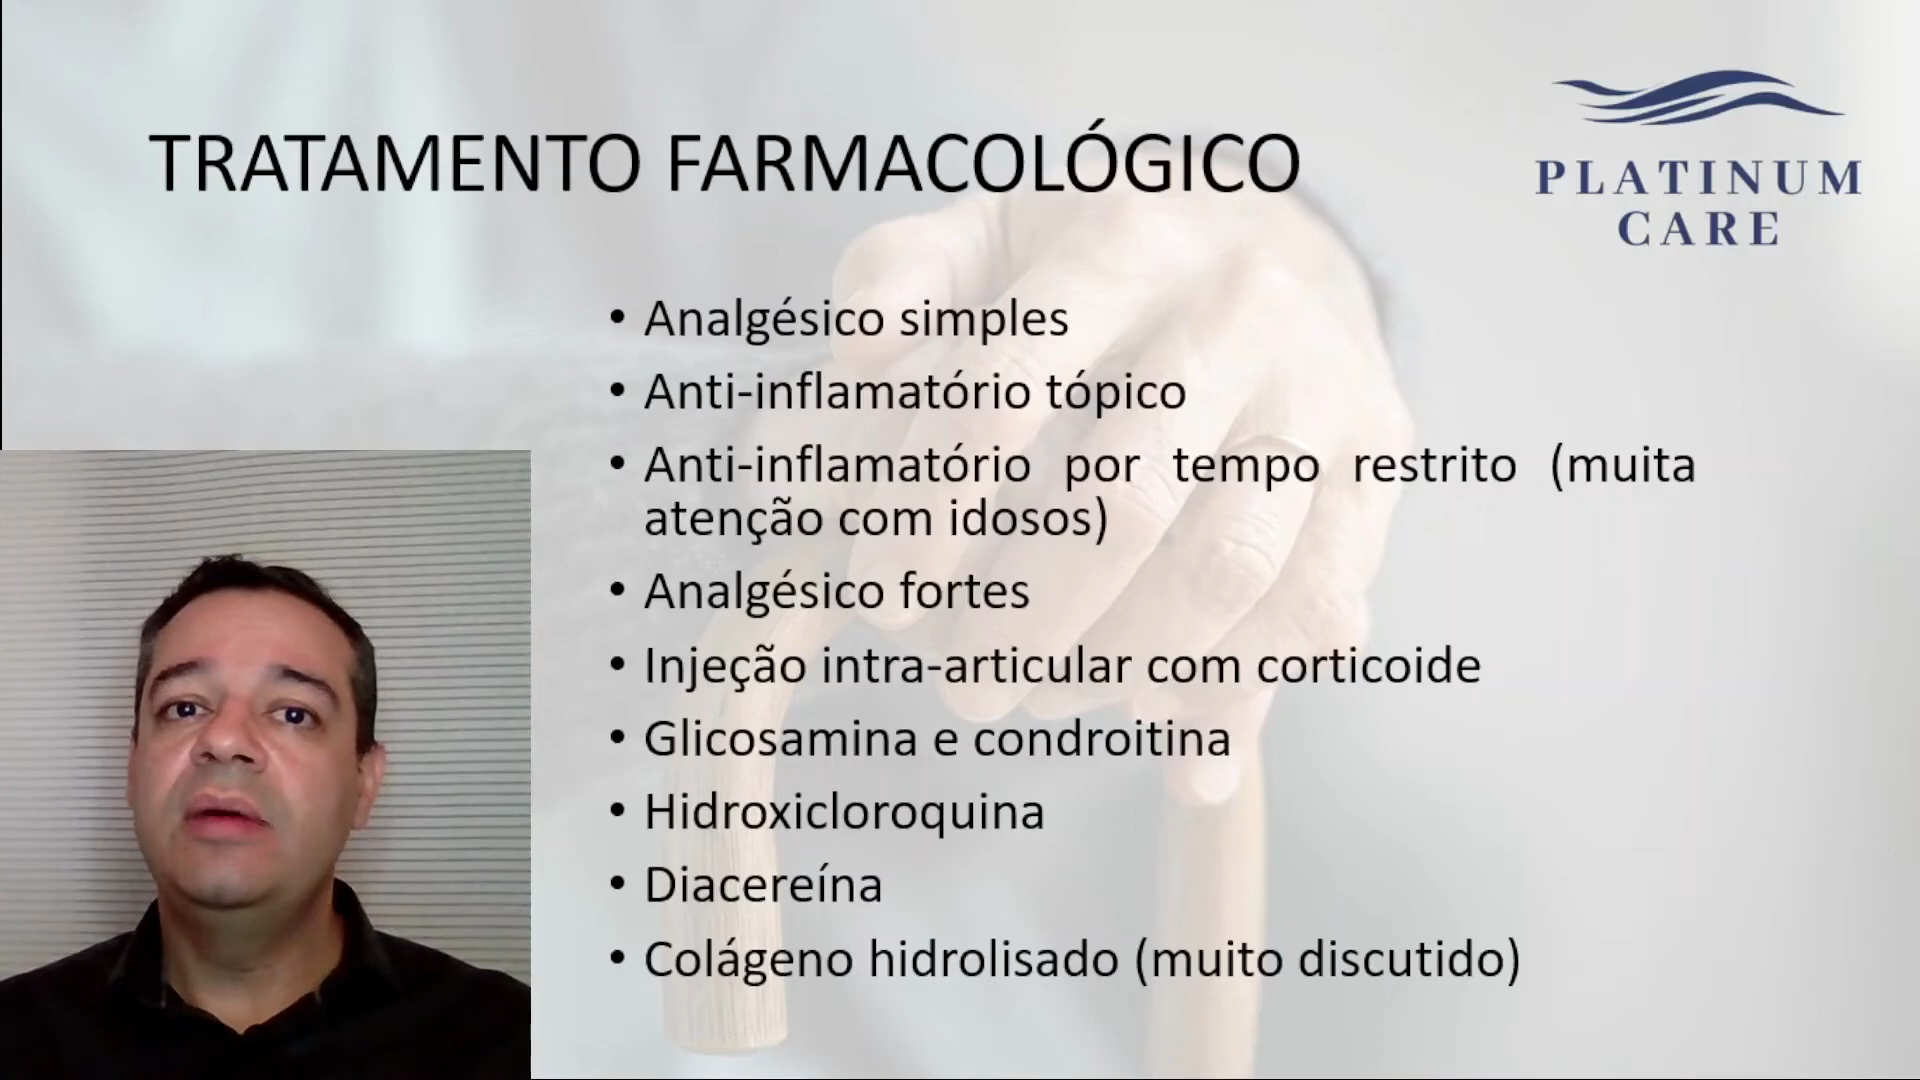 TRATAMENTO FARMACOLÓGICO
PLATINUM
CARE
• Analgésico simples
• Anti-inflamatório tópico
• Anti-inflamatório por tempo restrito (muita
atenção com idosos)
• Analgésico fortes
• Injeção intra-articular com corticoide
• Glicosamina e condroitina
• Hidroxicloroquina
• Diacereína
• Colágeno hidrolisado (muito discutido)